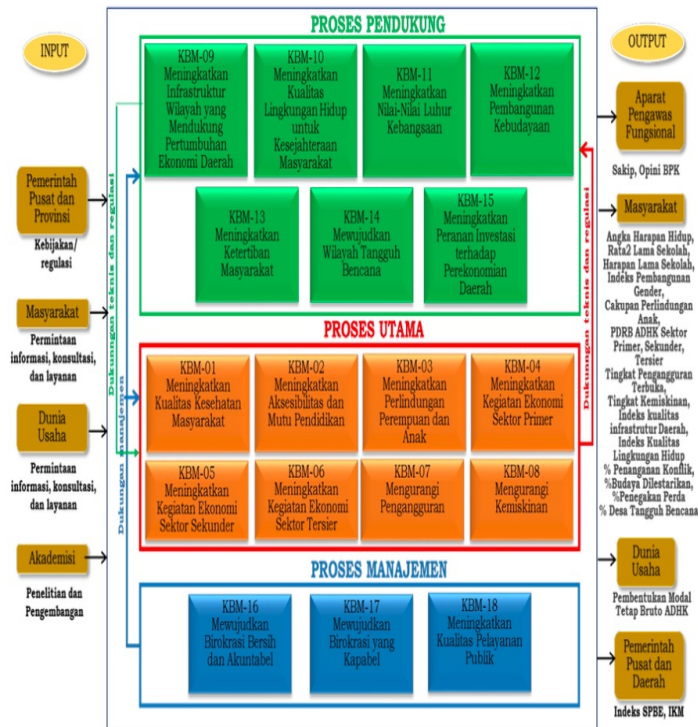 INPUT
Pemerintah
Pusat dan
Provinsi
Kebijakan/
regulasi
Masyarakat
Permintaan
informasi, konsultasi,
dan layanan
Dunia
Usaha
Permintaan
informasi, konsultasi,
dan layanan
Akademisi
Penelitian dan
Pengembangan
Dukunngan teknis dan regulasi
Dukungan manajemen
PROSES PENDUKUNG
KBM-09
Meningkatkan
Infrastruktur
Wilayah yang
Mendukung
Pertumbuhan
Ekonomi Daerah
KBM-10
Meningkatkan
Kualitas
Lingkungan Hidup
untuk
Kesejahteraan
Masyarakat
KBM-11
Meningkatkan
Nilai-Nilai Luhur
Kebangsaan
KBM-12
Meningkatkan
Pembangunan
Kebudayaan
KBM-13
Meningkatkan
Ketertiban
Masyarakat
KBM-14
Mewujudkan
Wilayah Tangguh
Bencana
KBM-15
Meningkatkan
Peranan Investasi
terhadap
Perekonomian
Daerah
PROSES UTAMA
KBM-01
Meningkatkan
Kualitas Kesehatan
Masyarakat
KBM-02
Meningkatkan
Aksesibilitas dan
Mutu Pendidikan
KBM-03
Meningkatkan
Perlindungan
Perempuan dan
Anak
KBM-04
Meningkatkan
Kegiatan Ekonomi
Sektor Primer
KBM-05
Meningkatkan
Kegiatan Ekonomi
Sektor Sekunder
KBM-06
Meningkatkan
Kegiatan Ekonomi
Sektor Tersier
KBM-07
Mengurangi
Pengangguran
KBM-08
Mengurangi
Kemiskinan
PROSES MANAJEMEN
KBM-16
Mewujudkan
Birokrasi Bersih
dan Akuntabel
KBM-17
Mewujudkan
Birokrasi yang
Kapabel
KBM-18
Meningkatkan
Kualitas Pelayanan
Publik
Dukunngan teknis dan regulasi
OUTPUT
Aparat
Pengawas
Fungsional
Sakip, Opini BPK
Masyarakat
Angka Harapan Hidup,
Rata2 Lama Sekolah,
Harapan Lama Sekolah,
Indeks Pembangunan
Gender,
Cakupan Perlindingan
Anak,
PDRB ADHK Sektor
Primer, Sekunder,
Tersier
Tingkat Pengangguran
Terbuka,
Tingkat Kemiskinan,
Indeks kualitas
infrastrutur Daerah,
Indeks Kualitas
Lingkungan Hidup
% Penanganan Konflik,
%Budaya Dilestarikan,
%Penegakan Perda
% Desa Tangguh Bencana
Dunia
Usaha
Pembentukan Modal
Tetap Bruto ADHK
Pemerintah
Pusat dan
Daerah
Indeks SPBE, IKM